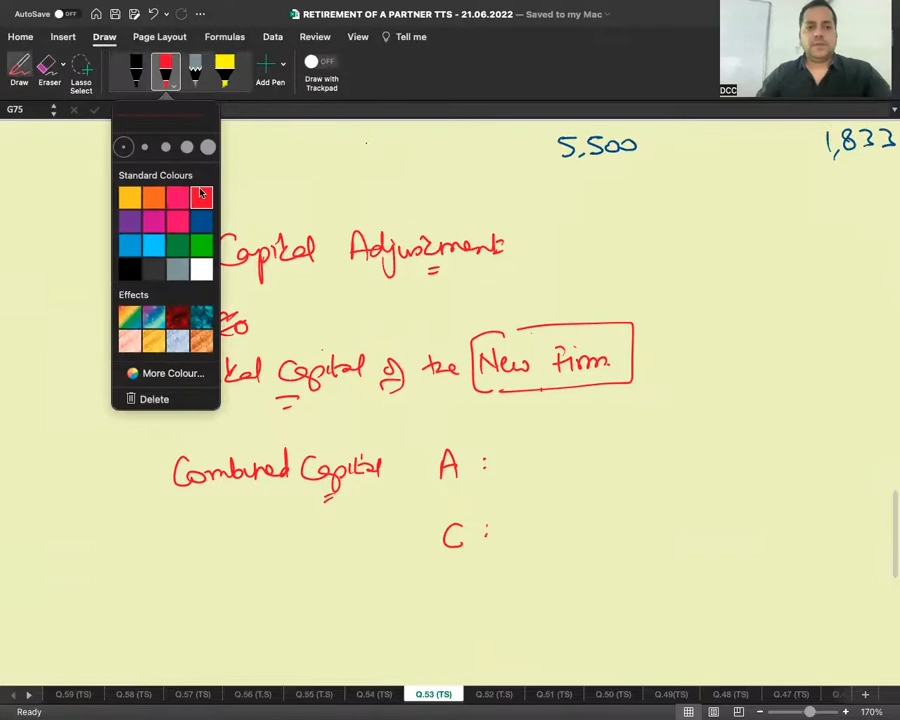 AutoSave OFF RETIREMENT OF A PARTNER TTS - 21.06.2022 — Saved to my Mac
Home Insert Draw Page Layout Formulas Data Review View Tell me
OFF
Draw Eraser Lasso Select Add Pen Draw with Trackpad
DCC
G75
5,500 1,833
Standard Colours
Capital Adjustment
Effects
Capital of the New Firm
More Colour...
Delete
Combined Capital A :
C :
Q.59 (TS) Q.58 (TS) Q.57 (TS) Q.56 (T.S) Q.55 (T.S) Q.54 (TS) Q.53 (TS) Q.52 (T.S) Q.51 (TS) Q.50 (TS) Q.49(TS) Q.48 (TS) Q.47 (TS)
Ready 170%